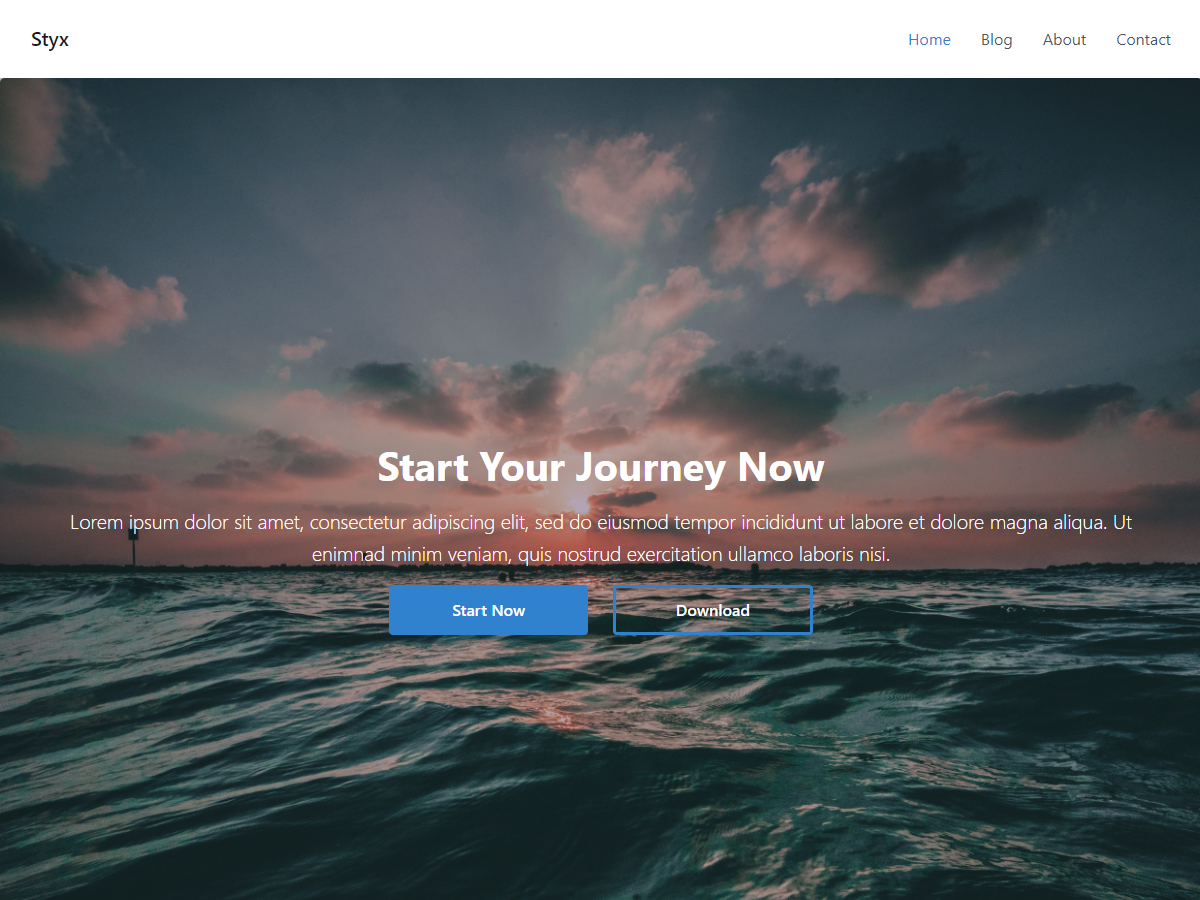 Styx
Home Blog About Contact
Start Your Journey Now
Lorem ipsum dolor sit amet, consectetur adipiscing elit, sed do eiusmod tempor incididunt ut labore et dolore magna aliqua. Ut
enimnad minim veniam, quis nostrud exercitation ullamco laboris nisi.
Start Now Download